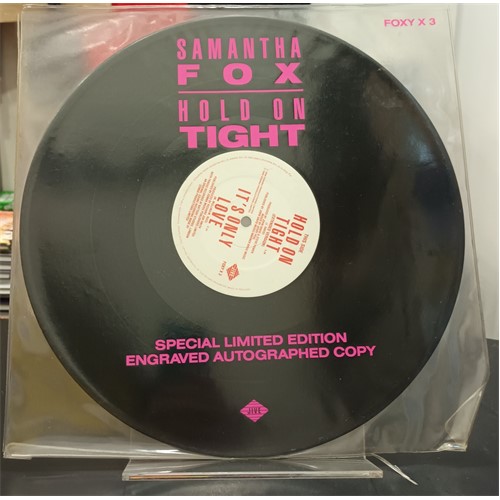 FOXY X 3
SAMANTHA
FOX
HOLD ON
TIGHT
HOLD ON
TIGHT
IT'S ONLY
LOVE
SPECIAL LIMITED EDITION
ENGRAVED AUTOGRAPHED COPY
JIVE